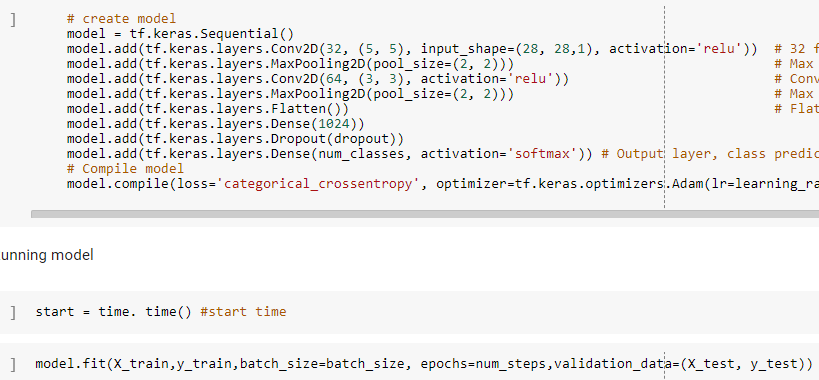 ]
# create model
model = tf.keras.Sequential()
model.add(tf.keras.layers.Conv2D(32, (5, 5), input_shape=(28, 28,1), activation='relu')) # 32 f
model.add(tf.keras.layers.MaxPooling2D(pool_size=(2, 2))) # Max
model.add(tf.keras.layers.Conv2D(64, (3, 3), activation='relu')) # Conv
model.add(tf.keras.layers.MaxPooling2D(pool_size=(2, 2))) # Max
model.add(tf.keras.layers.Flatten()) # Flat
model.add(tf.keras.layers.Dense(1024))
model.add(tf.keras.layers.Dropout(dropout))
model.add(tf.keras.layers.Dense(num_classes, activation='softmax')) # Output layer, class predic
# Compile model
model.compile(loss='categorical_crossentropy', optimizer=tf.keras.optimizers.Adam(lr=learning_ra
unning model
] start = time. time() #start time
] model.fit(X_train,y_train,batch_size=batch_size, epochs=num_steps,validation_data=(X_test, y_test))